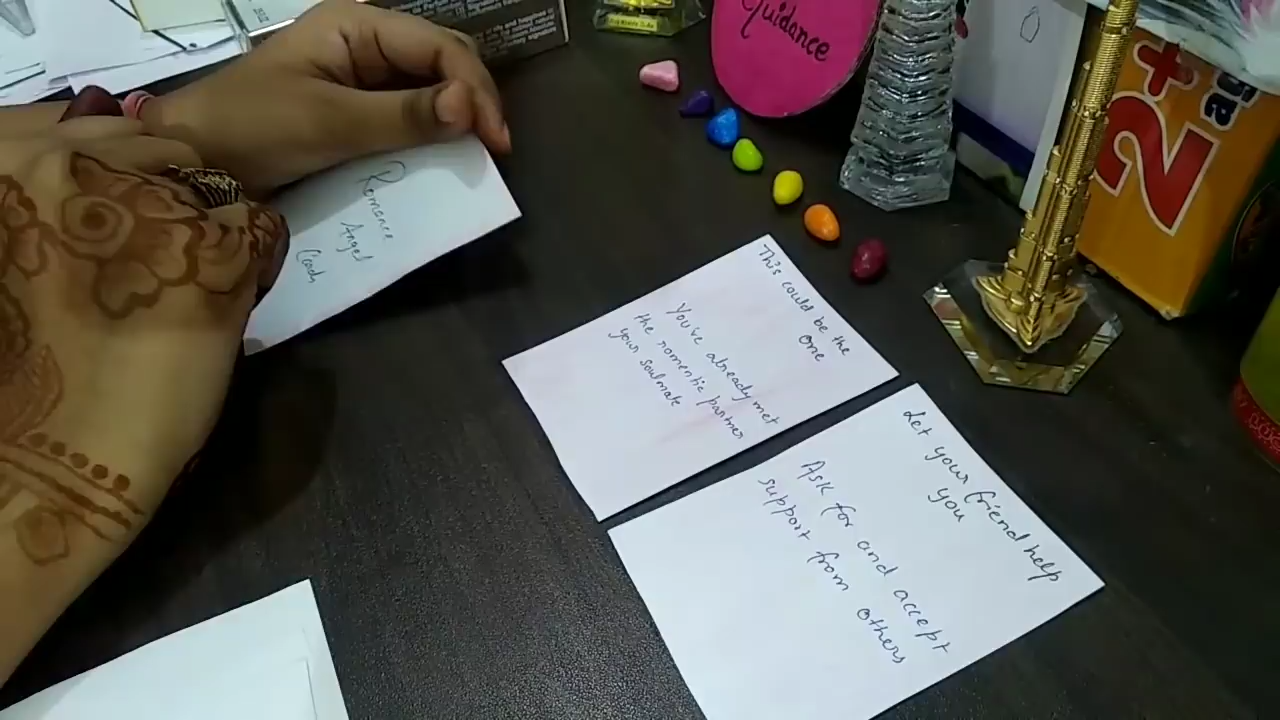 Guidance
Romance
Angel
Cards
This could be the
one
You've already met
the romentic partner
your soulmate
Let your friend help
you
Ask for and accept
support from others
2+